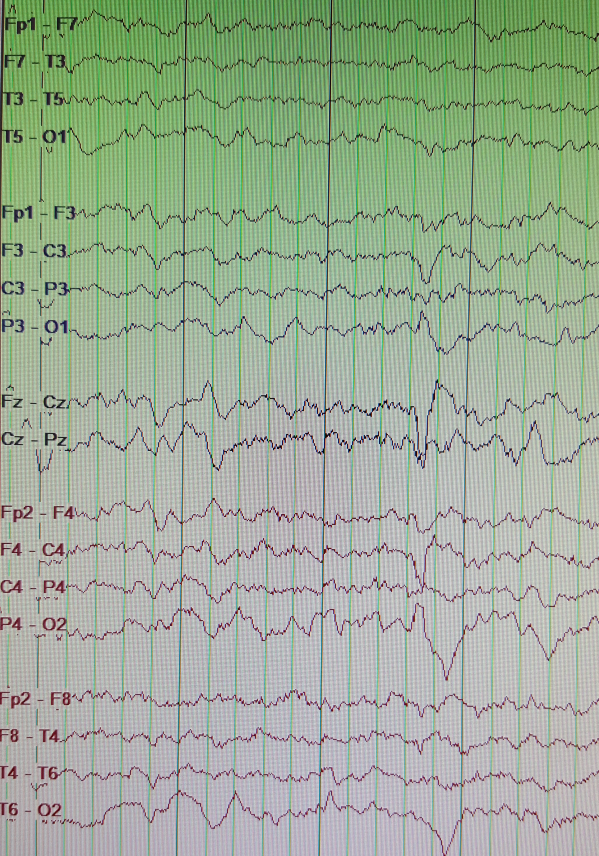 Fp1 - F7
F7 - T3
T3 - T5
T5 - O1
Fp1 - F3
F3 - C3
C3 - P3
P3 - O1
Fz - Cz
Cz - Pz
Fp2 - F4
F4 - C4
C4 - P4
P4 - O2
Fp2 - F8
F8 - T4
T4 - T6
T6 - O2